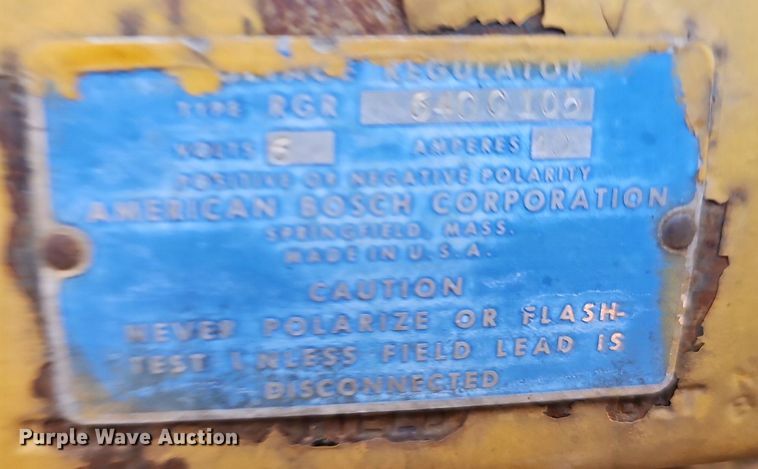 REGULATOR
TYPE RGR
VOLTS 6 AMPERES
POSITIVE OR NEGATIVE POLARITY
AMERICAN BOSCH CORPORATION
SPRINGFIELD, MASS.
MADE IN U.S.A.
CAUTION
NEVER POLARIZE OR FLASH-
TEST UNLESS FIELD LEAD IS
DISCONNECTED
Purple Wave Auction